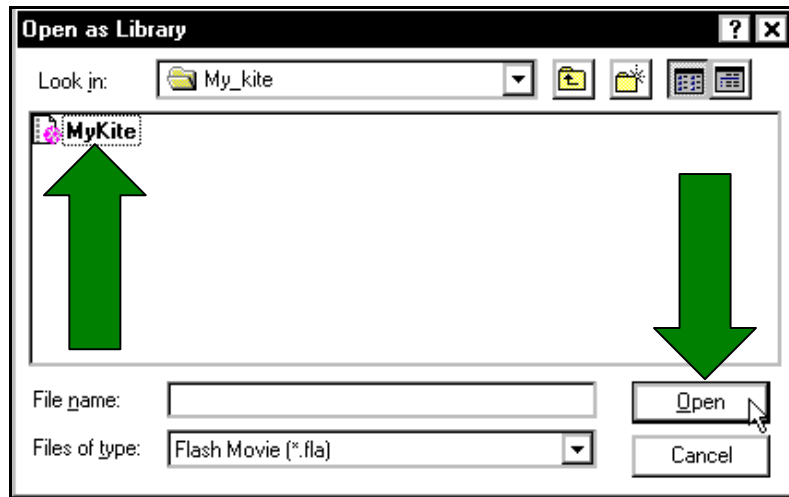 Open as Library
Look in: My_kite
MyKite
File name: Open
Files of type: Flash Movie (*.fla) Cancel